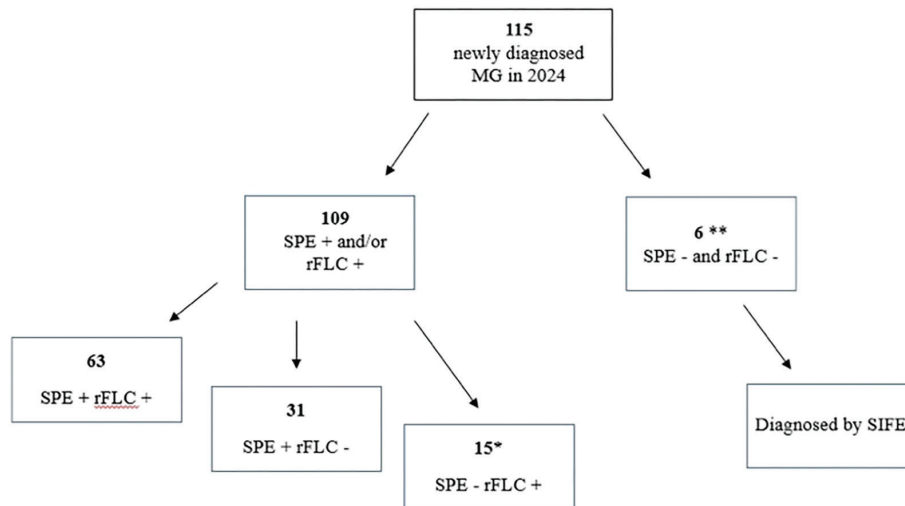 115
newly diagnosed
MG in 2024
109
SPE + and/or
rFLC +
6 **
SPE - and rFLC -
63
SPE + rFLC +
31
SPE + rFLC -
15*
SPE - rFLC +
Diagnosed by SIFE